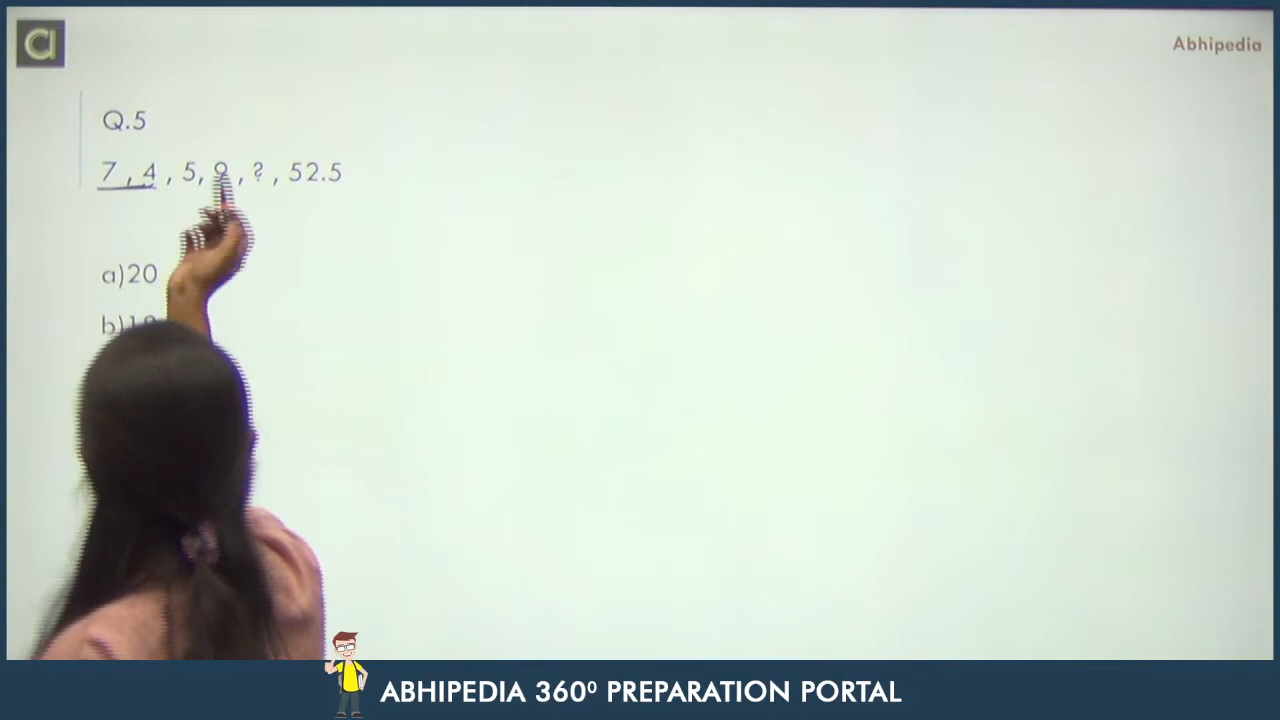 Abhipedia
Q.5
7 , 4 , 5, 9 , ? , 52.5
a)20
ABHIPEDIA 360⁰ PREPARATION PORTAL